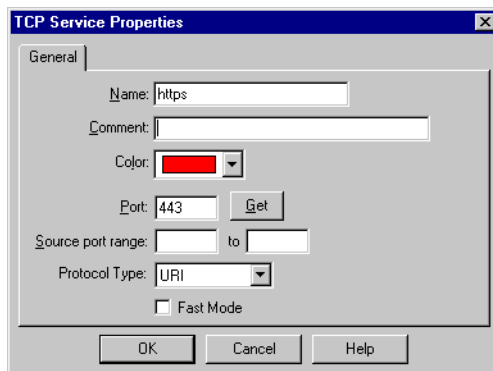 TCP Service Properties
General
Name: https
Comment:
Color:
Port: 443 Get
Source port range: to
Protocol Type: URI
Fast Mode
OK Cancel Help